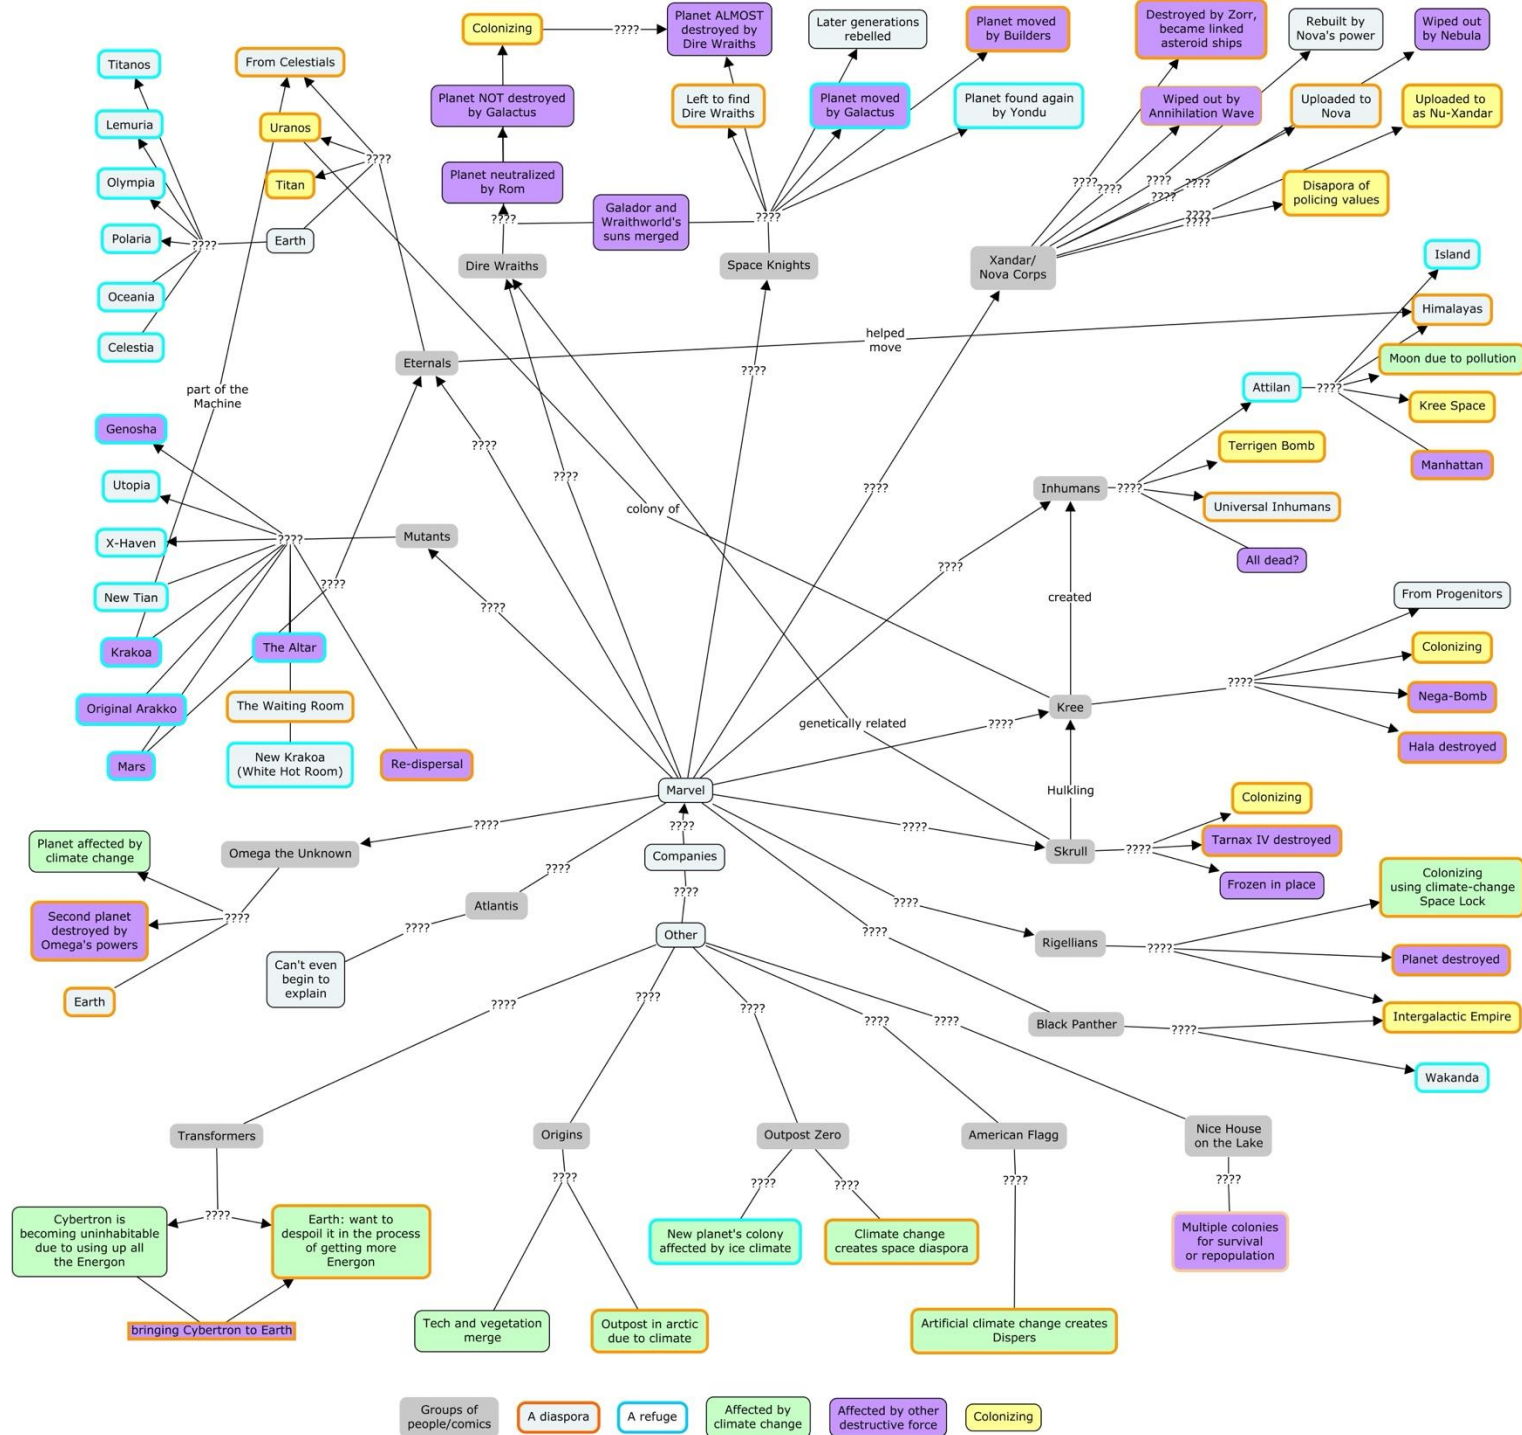 Colonizing
????
Planet ALMOST
destroyed by
Dire Wraiths
Later generations
rebelled
Planet moved
by Builders
Destroyed by Zorr,
became linked
asteroid ships
Rebuilt by
Nova's power
Wiped out
by Nebula
Titanos
From Celestials
Planet NOT destroyed
by Galactus
Left to find
Dire Wraiths
Planet moved
by Galactus
Planet found again
by Yondu
Wiped out by
Annihilation Wave
Uploaded to
Nova
Uploaded to
as Nu-Xandar
Lemuria
Uranos
????
Olympia
Titan
Planet neutralized
by Rom
????
????
????
????
????
Disapora of
policing values
????
????
Galador and
Wraithworld's
suns merged
????
????
Polaria
????
Earth
Dire Wraiths
Space Knights
Xandar/
Nova Corps
Island
Oceania
Himalayas
Celestia
Eternals
helped
move
Moon due to pollution
????
part of the
Machine
Attilan
????
Kree Space
Genosha
????
Terrigen Bomb
Manhattan
Utopia
????
????
Inhumans
????
Universal Inhumans
colony of
X-Haven
????
Mutants
All dead?
New Tian
????
????
????
created
From Progenitors
Krakoa
The Altar
Colonizing
????
Nega-Bomb
Original Arakko
The Waiting Room
genetically related
????
Kree
Hala destroyed
Mars
New Krakoa
(White Hot Room)
Re-dispersal
Marvel
Hulkling
Colonizing
????
????
????
Tarnax IV destroyed
Planet affected by
climate change
Omega the Unknown
Companies
Skrull
????
Frozen in place
????
????
Colonizing
using climate-change
Space Lock
Second planet
destroyed by
Omega's powers
????
Atlantis
????
????
????
Other
Rigellians
????
Planet destroyed
Can't even
begin to
explain
Earth
????
????
????
????
????
Black Panther
????
Intergalactic Empire
Wakanda
Transformers
Origins
Outpost Zero
American Flagg
Nice House
on the Lake
????
????
????
????
????
????
Cybertron is
becoming uninhabitable
due to using up all
the Energon
Earth: want to
despoil it in the process
of getting more
Energon
New planet's colony
affected by ice climate
Climate change
creates space diaspora
Multiple colonies
for survival
or repopulation
bringing Cybertron to Earth
Tech and vegetation
merge
Outpost in arctic
due to climate
Artificial climate change creates
Dispers
Groups of
people/comics
A diaspora
A refuge
Affected by
climate change
Affected by other
destructive force
Colonizing